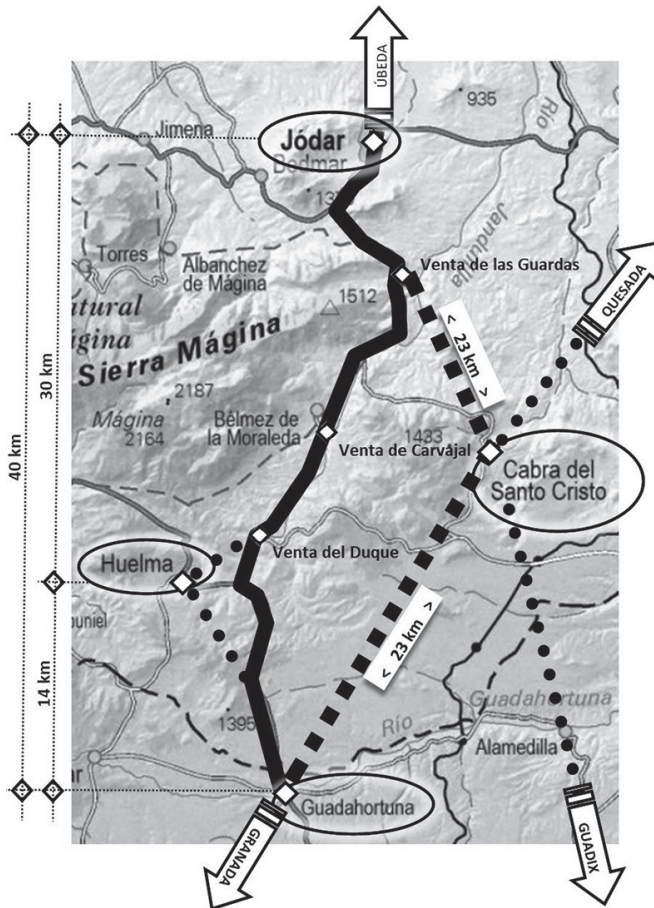 ÚBEDA
935
Río
Jimena
Jódar
Bedmar
Jandulilla
Torres
Albanchez
de Mágina
Venta de las Guardas
QUESADA
1512
atural
ágina
Sierra Mágina
< 23 km >
30 km
40 km
2187
Mágina
2164
Bélmez de
la Moraleda
1433
Venta de Carvajal
Cabra del
Santo Cristo
Venta del Duque
Huelma
uniel
< 23 km >
14 km
1395
Río
Guadahortuna
Alamedilla
ar
Guadahortuna
GRANADA
GUADIX